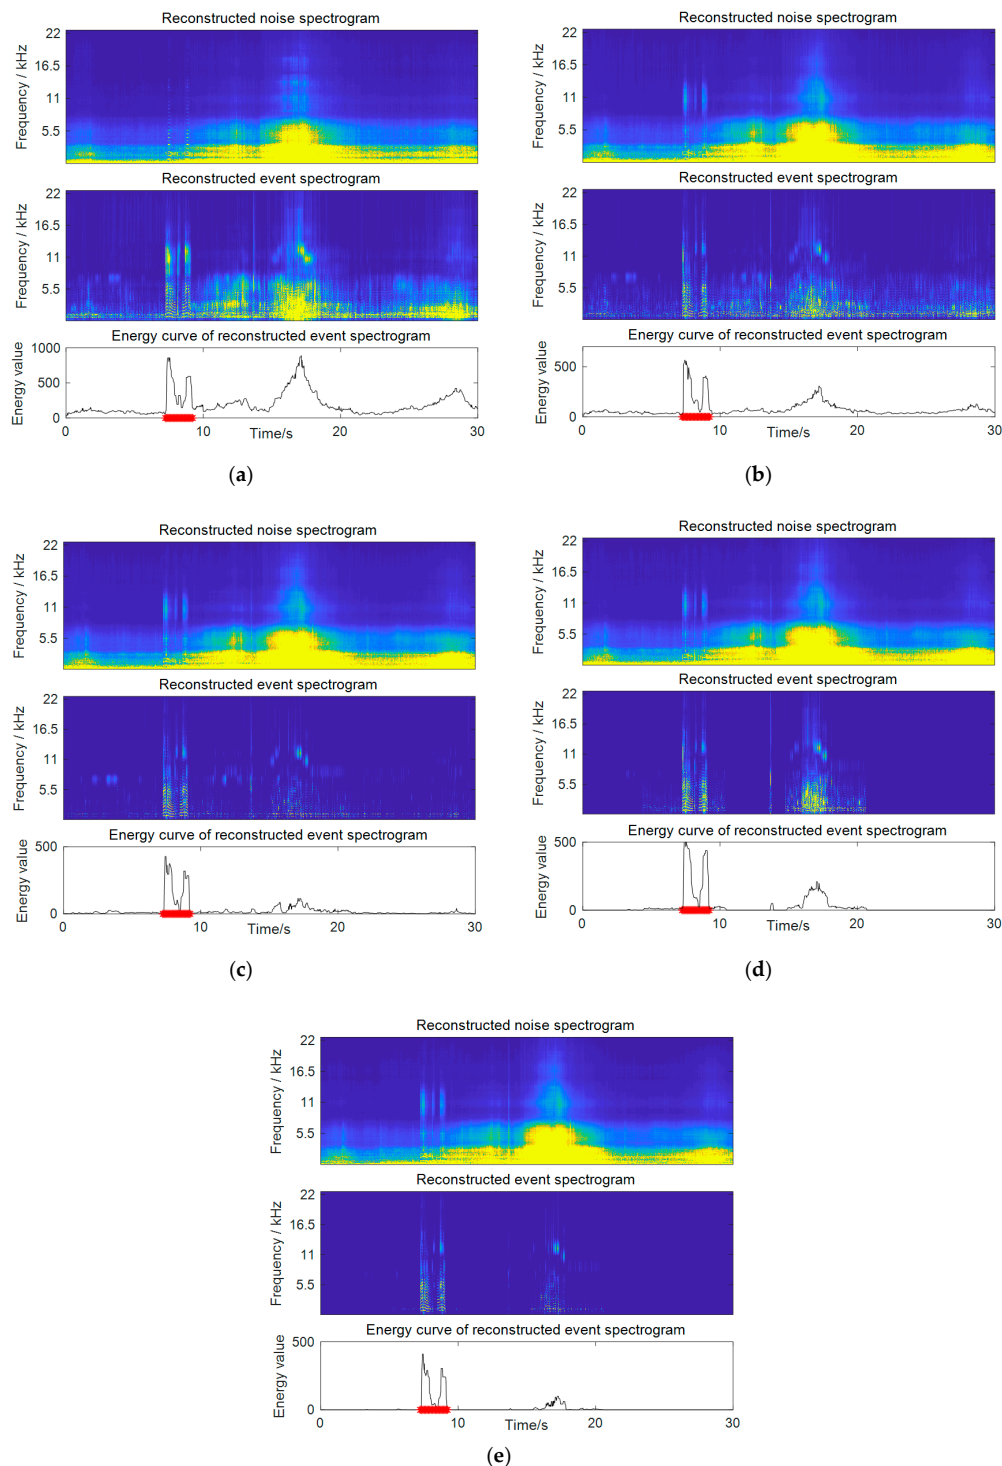 Reconstructed noise spectrogram
22
16.5
11
5.5
Frequency / kHz
Reconstructed event spectrogram
22
16.5
11
5.5
Frequency / kHz
Energy curve of reconstructed event spectrogram
1000
500
0
Energy value
0 10 20 30
Time/s
(a)
Reconstructed noise spectrogram
22
16.5
11
5.5
Frequency / kHz
Reconstructed event spectrogram
22
16.5
11
5.5
Frequency / kHz
Energy curve of reconstructed event spectrogram
500
0
Energy value
0 10 20 30
Time/s
(b)
Reconstructed noise spectrogram
22
16.5
11
5.5
Frequency / kHz
Reconstructed event spectrogram
22
16.5
11
5.5
Frequency / kHz
Energy curve of reconstructed event spectrogram
500
0
Energy value
0 10 20 30
Time/s
(c)
Reconstructed noise spectrogram
22
16.5
11
5.5
Frequency / kHz
Reconstructed event spectrogram
22
16.5
11
5.5
Frequency / kHz
Energy curve of reconstructed event spectrogram
500
0
Energy value
0 10 20 30
Time/s
(d)
Reconstructed noise spectrogram
22
16.5
11
5.5
Frequency / kHz
Reconstructed event spectrogram
22
16.5
11
5.5
Frequency / kHz
Energy curve of reconstructed event spectrogram
500
0
Energy value
0 10 20 30
Time/s
(e)